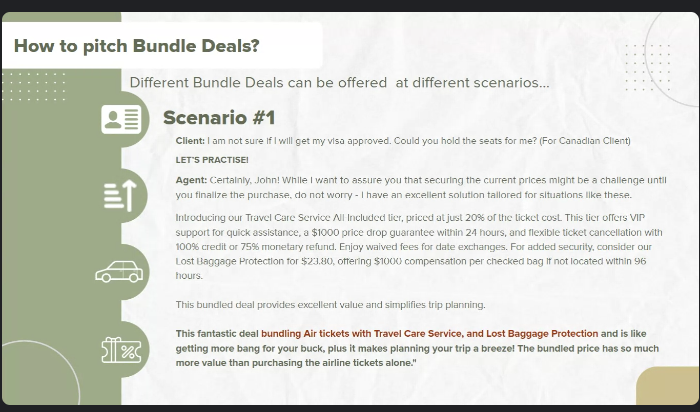 How to pitch Bundle Deals?
Different Bundle Deals can be offered at different scenarios...
Scenario #1
Client: I am not sure if I will get my visa approved. Could you hold the seats for me? (For Canadian Client)
LET'S PRACTISE!
Agent: Certainly, John! While I want to assure you that securing the current prices might be a challenge until
you finalize the purchase, do not worry - I have an excellent solution tailored for situations like these.
Introducing our Travel Care Service All-Included tier, priced at just 20% of the ticket cost. This tier offers VIP
support for quick assistance, a $1000 price drop guarantee within 24 hours, and flexible ticket cancellation with
100% credit or 75% monetary refund. Enjoy waived fees for date exchanges. For added security, consider our
Lost Baggage Protection for $23.80, offering $1000 compensation per checked bag if not located within 96
hours.
This bundled deal provides excellent value and simplifies trip planning.
This fantastic deal bundling Air tickets with Travel Care Service, and Lost Baggage Protection and is like
getting more bang for your buck, plus it makes planning your trip a breeze! The bundled price has so much
more value than purchasing the airline tickets alone."